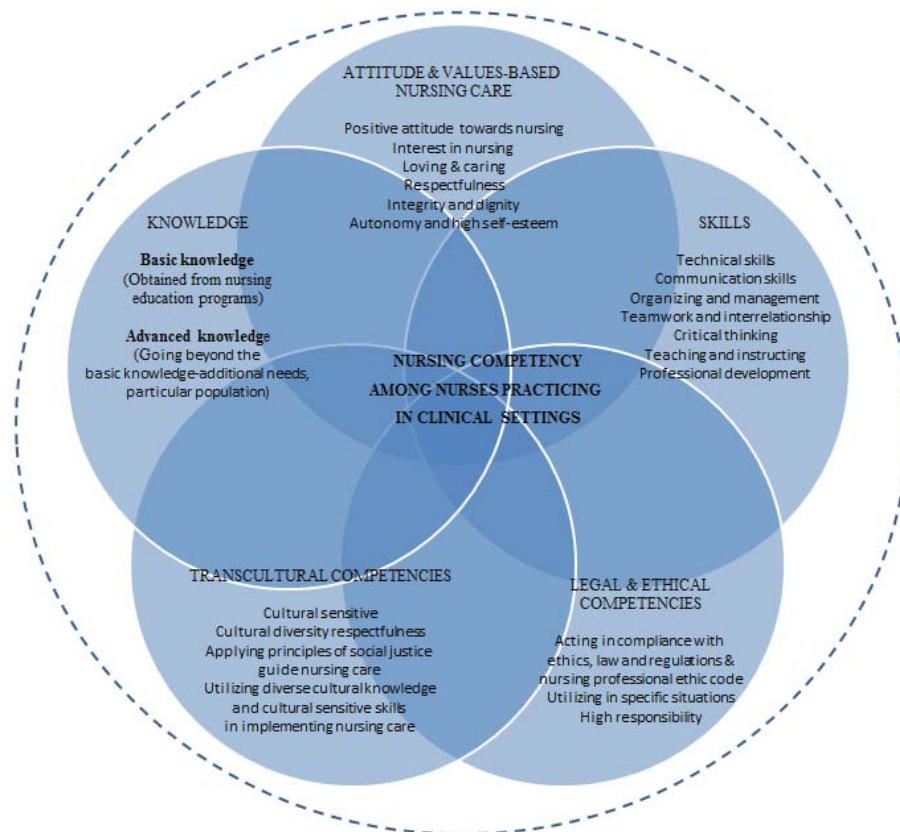 ATTITUDE & VALUES-BASED
NURSING CARE
Positive attitude towards nursing
Interest in nursing
Loving & caring
Respectfulness
Integrity and dignity
Autonomy and high self-esteem
KNOWLEDGE
Basic knowledge
(Obtained from nursing
education programs)
Advanced knowledge
(Going beyond the
basic knowledge-additional needs,
particular population)
SKILLS
Technical skills
Communication skills
Organizing and management
Teamwork and interrelationship
Critical thinking
Teaching and instructing
Professional development
NURSING COMPETENCY
AMONG NURSES PRACTICING
IN CLINICAL SETTINGS
TRANSCULTURAL COMPETENCIES
Cultural sensitive
Cultural diversity respectfulness
Applying principles of social justice
guide nursing care
Utilizing diverse cultural knowledge
and cultural sensitive skills
in implementing nursing care
LEGAL & ETHICAL
COMPETENCIES
Acting in compliance with
ethics, law and regulations &
nursing professional ethic code
Utilizing in specific situations
High responsibility